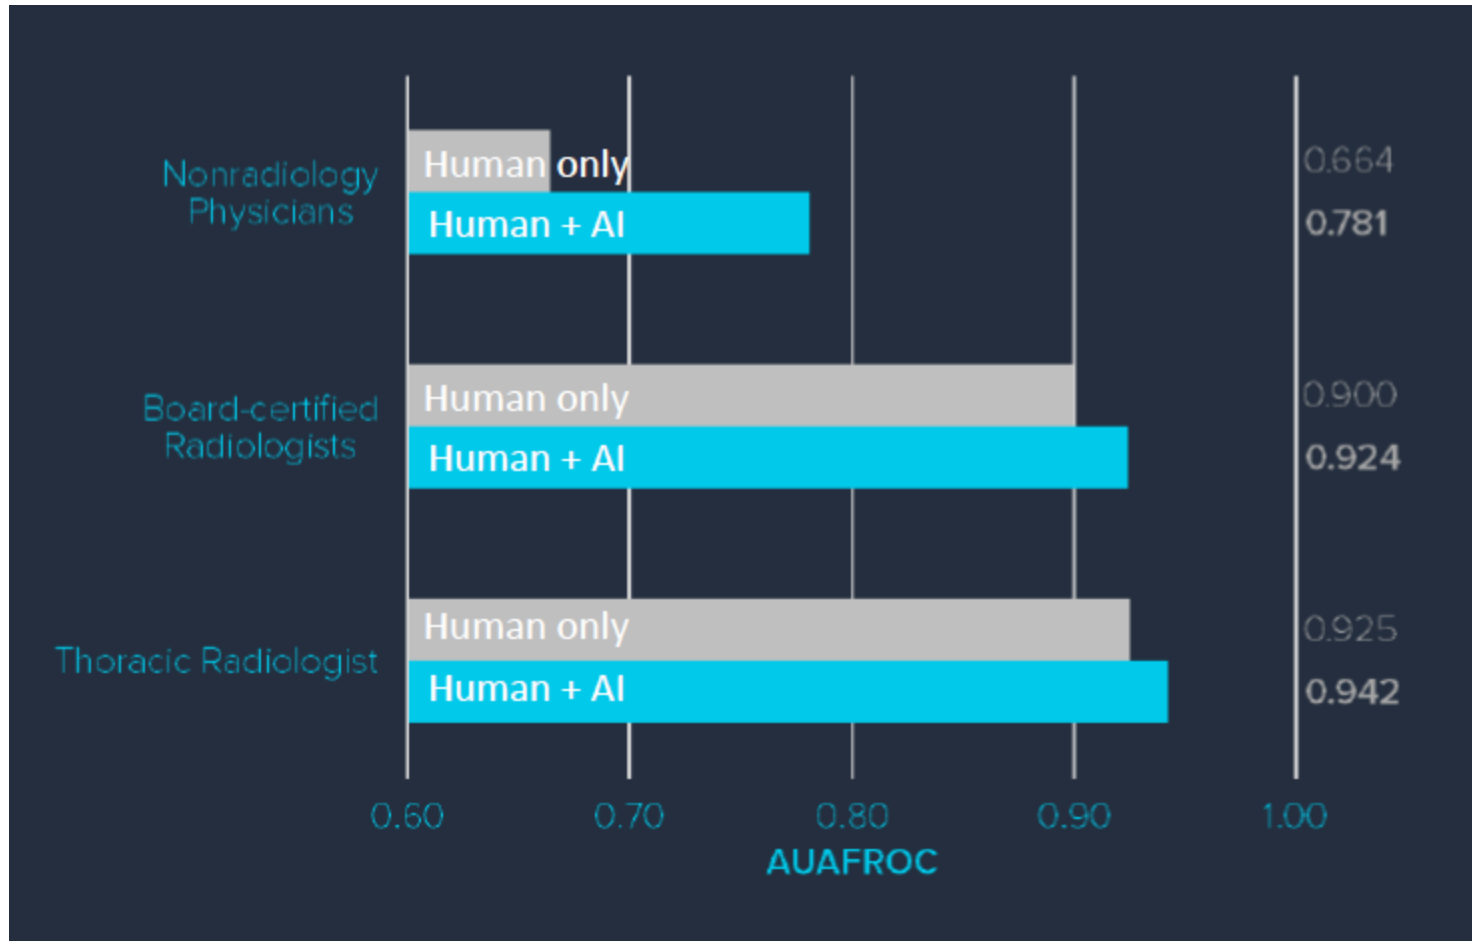 Nonradiology
Physicians
Human only
0.664
Human + AI
0.781
Board-certified
Radiologists
Human only
0.900
Human + AI
0.924
Thoracic Radiologist
Human only
0.925
Human + AI
0.942
0.60 0.70 0.80 0.90 1.00
AUAFROC